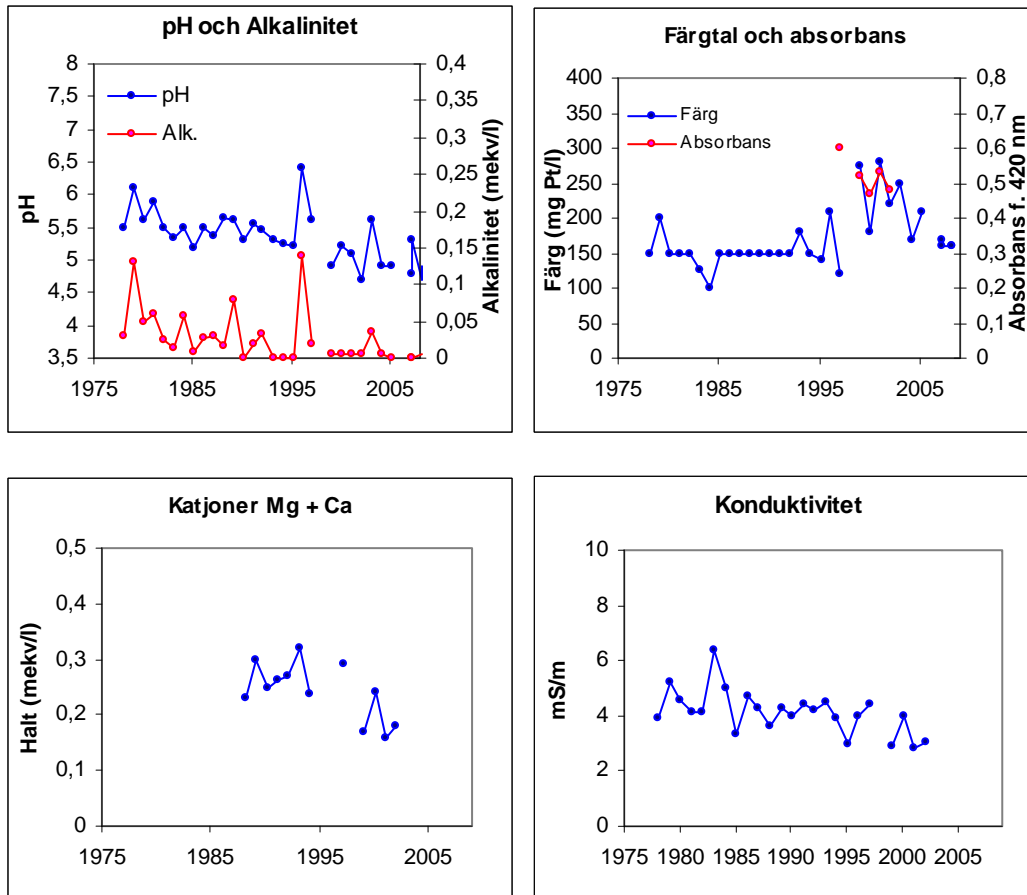 pH och Alkalinitet
pH
Alkalinitet (mekv/l)
8
7,5
7
6,5
6
5,5
5
4,5
4
3,5
0,4
0,35
0,3
0,25
0,2
0,15
0,1
0,05
0
pH
Alk.
1975 1985 1995 2005
Färgtal och absorbans
Färg (mg Pt/l)
Absorbans f. 420 nm
400
350
300
250
200
150
100
50
0
0,8
0,7
0,6
0,5
0,4
0,3
0,2
0,1
0
Färg
Absorbans
1975 1985 1995 2005
Katjoner Mg + Ca
Halt (mekv/l)
0,5
0,4
0,3
0,2
0,1
0
1975 1985 1995 2005
Konduktivitet
mS/m
10
8
6
4
2
0
1975 1980 1985 1990 1995 2000 2005